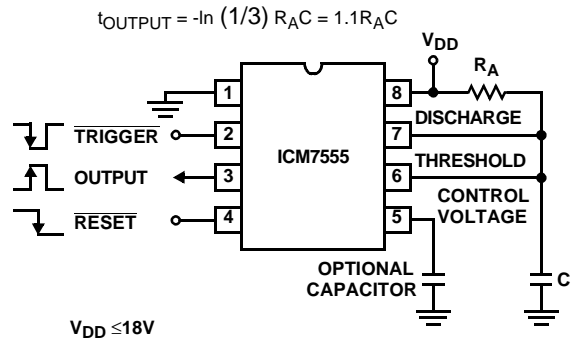 tOUTPUT = -ln (1/3) RAC = 1.1RAC
VDD
RA
1
8
DISCHARGE
TRIGGER
2
7
ICM7555
THRESHOLD
OUTPUT
3
6
CONTROL
VOLTAGE
RESET
4
5
OPTIONAL
CAPACITOR
C
VDD ≤18V